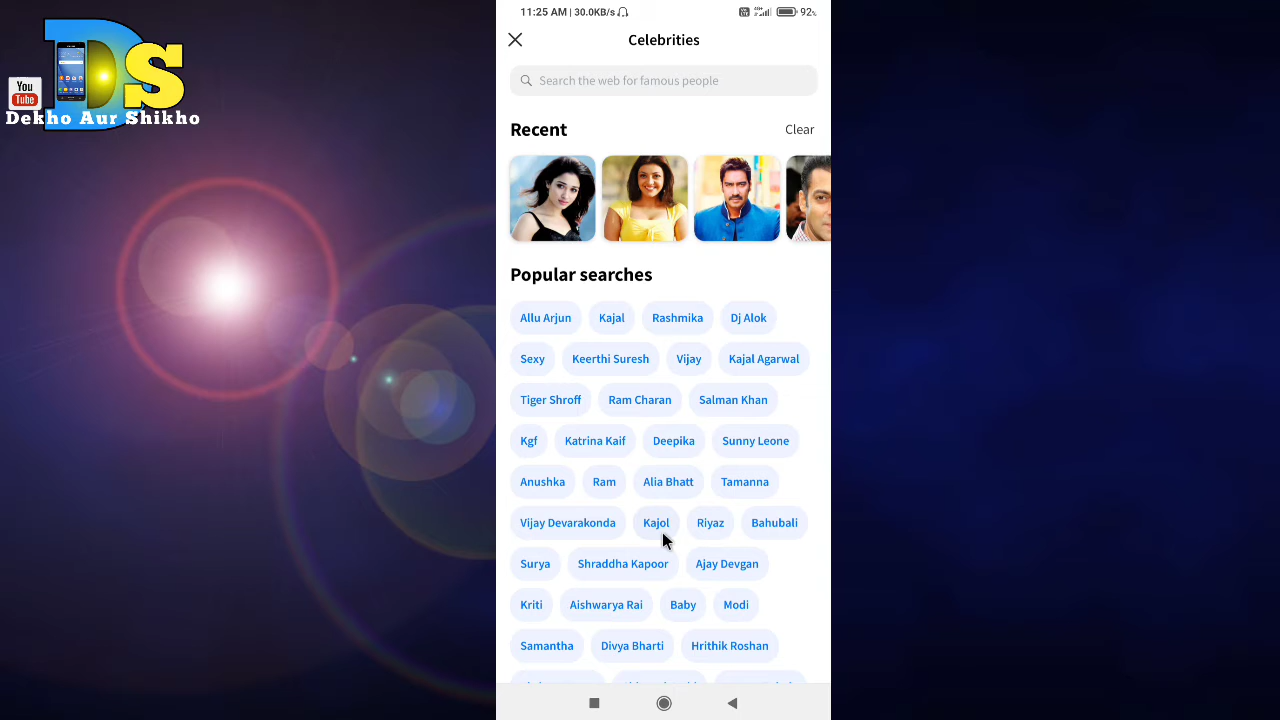 11:25 AM | 30.0KB/s
92%
Celebrities
Search the web for famous people
Recent
Clear
Popular searches
Allu Arjun Kajal Rashmika Dj Alok
Sexy Keerthi Suresh Vijay Kajal Agarwal
Tiger Shroff Ram Charan Salman Khan
Kgf Katrina Kaif Deepika Sunny Leone
Anushka Ram Alia Bhatt Tamanna
Vijay Devarakonda Kajol Riyaz Bahubali
Surya Shraddha Kapoor Ajay Devgan
Kriti Aishwarya Rai Baby Modi
Samantha Divya Bharti Hrithik Roshan
DS
You
Tube
Dekho Aur Shikho